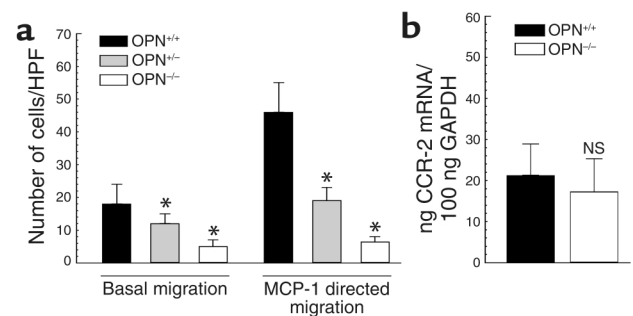 a
OPN+/+
OPN+/–
OPN–/–
Number of cells/HPF
70
60
50
40
30
20
10
0
*
*
*
*
Basal migration
MCP-1 directed
migration
b
OPN+/+
OPN–/–
ng CCR-2 mRNA/
100 ng GAPDH
60
50
40
30
20
10
0
NS